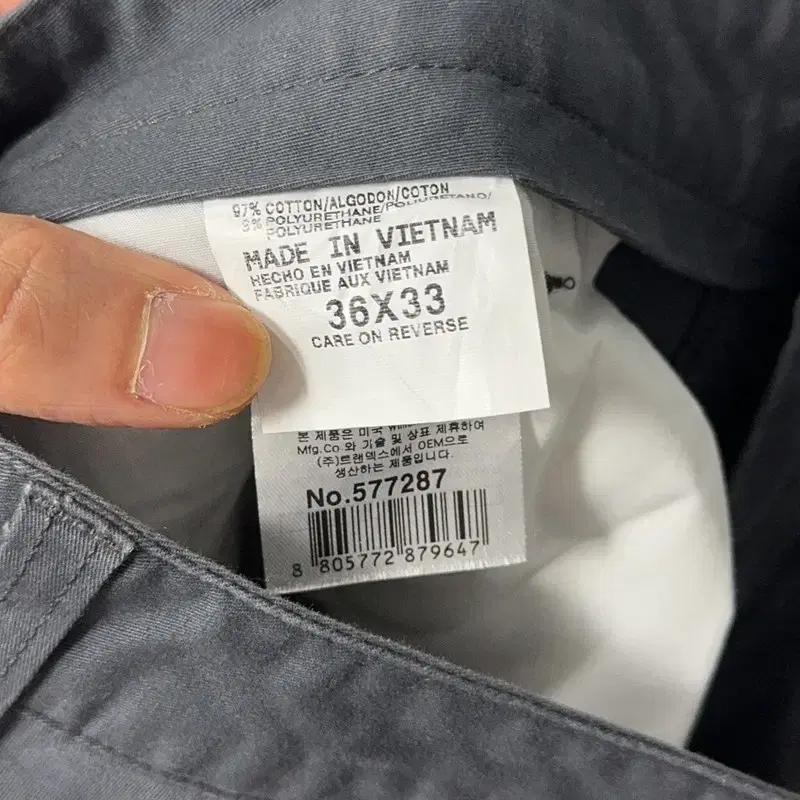 97% COTTON/ALGODON/COTON
3% POLYURETHANE/POLIURETANO/
POLYURETHANE
MADE IN VIETNAM
HECHO EN VIETNAM
FABRIQUE AUX VIETNAM
36X33
CARE ON REVERSE
본 제품은 미국
Mfg.Co 와 기술 및 상표 제휴하여
(주)트랜덱스에서 OEM으로
생산하는 제품입니다.
No.577287
8 805772 879647